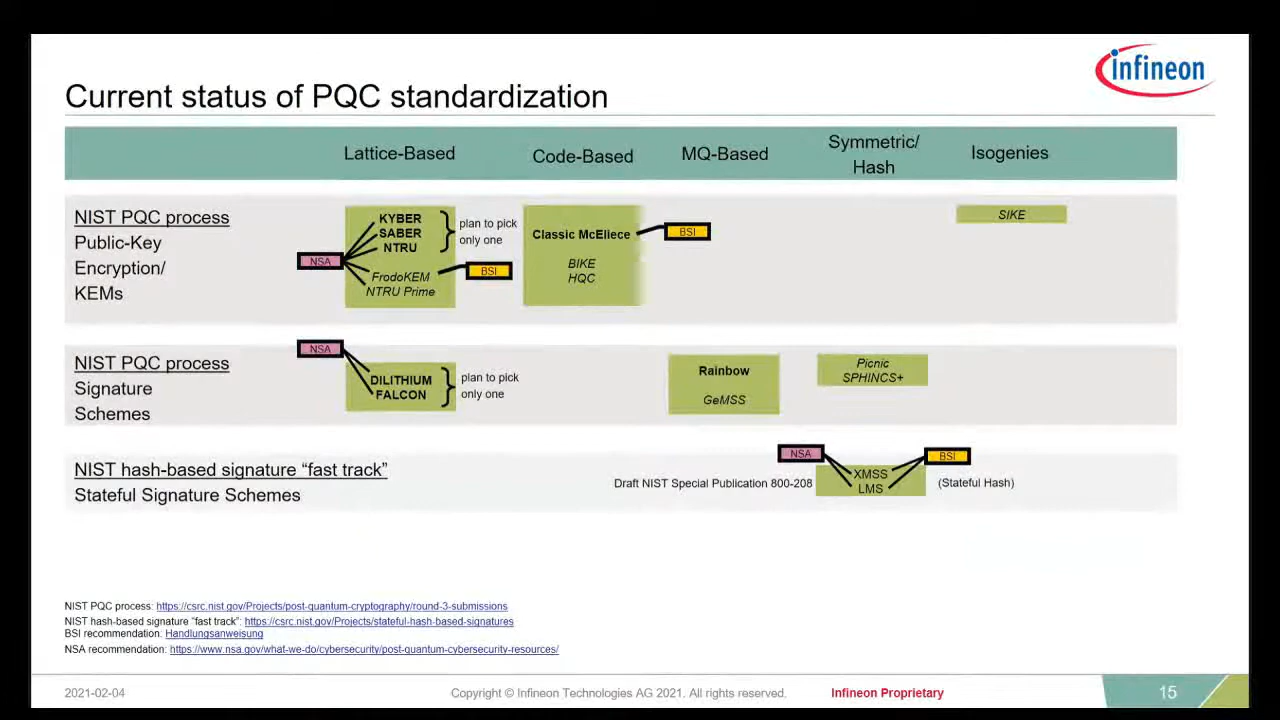 infineon
Current status of PQC standardization
Lattice-Based
Code-Based
MQ-Based
Symmetric/
Hash
Isogenies
NIST PQC process
Public-Key
Encryption/
KEMs
NSA
KYBER
SABER
NTRU
FrodoKEM
NTRU Prime
plan to pick
only one
BSI
Classic McEliece
BIKE
HQC
BSI
SIKE
NIST PQC process
Signature
Schemes
NSA
DILITHIUM
FALCON
plan to pick
only one
Rainbow
GeMSS
Picnic
SPHINCS+
NIST hash-based signature “fast track”
Stateful Signature Schemes
Draft NIST Special Publication 800-208
NSA
XMSS
LMS
BSI
(Stateful Hash)
NIST PQC process: https://csrc.nist.gov/Projects/post-quantum-cryptography/round-3-submissions
NIST hash-based signature “fast track”: https://csrc.nist.gov/Projects/stateful-hash-based-signatures
BSI recommendation: Handlungsanweisung
NSA recommendation: https://www.nsa.gov/what-we-do/cybersecurity/post-quantum-cybersecurity-resources/
2021-02-04
Copyright © Infineon Technologies AG 2021. All rights reserved.
Infineon Proprietary
15